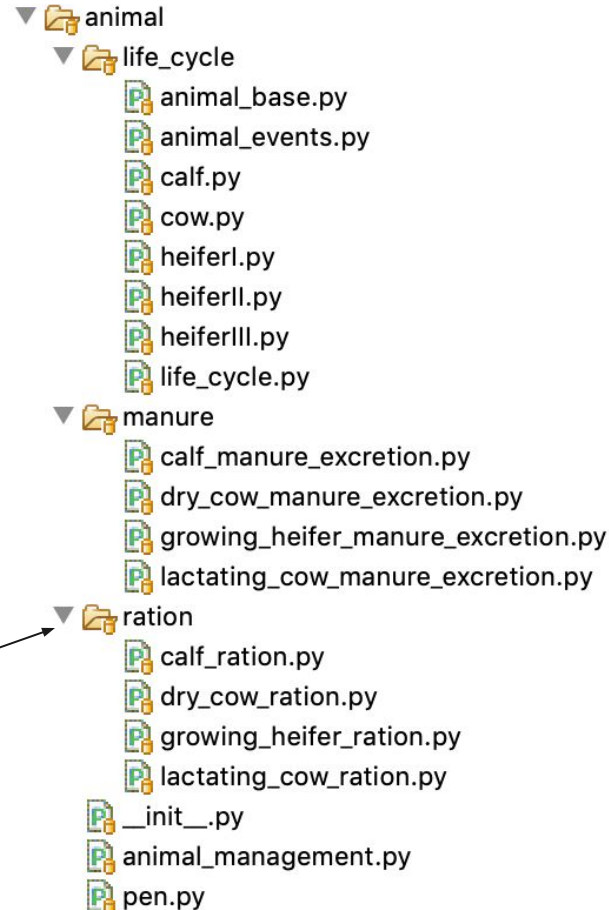 animal
life_cycle
animal_base.py
animal_events.py
calf.py
cow.py
heiferI.py
heiferII.py
heiferIII.py
life_cycle.py
manure
calf_manure_excretion.py
dry_cow_manure_excretion.py
growing_heifer_manure_excretion.py
lactating_cow_manure_excretion.py
ration
calf_ration.py
dry_cow_ration.py
growing_heifer_ration.py
lactating_cow_ration.py
__init__.py
animal_management.py
pen.py